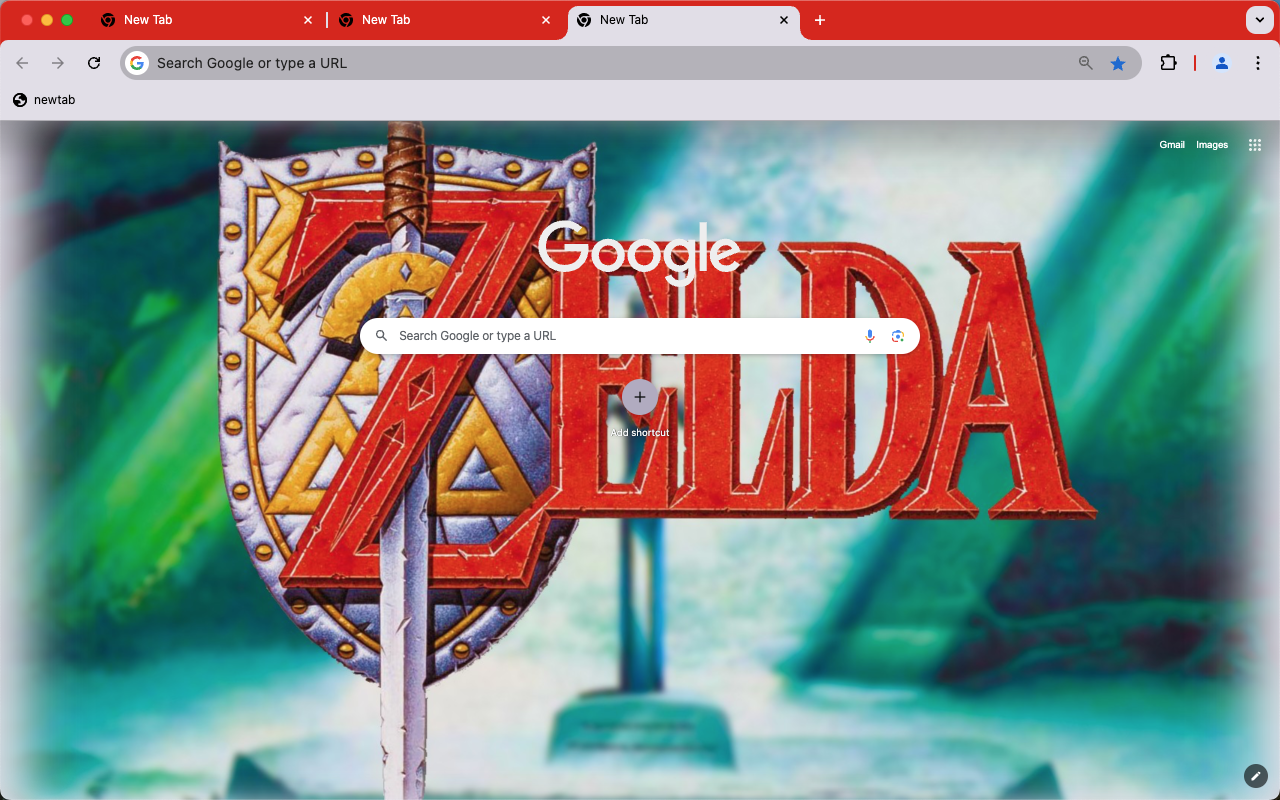 New Tab
New Tab
New Tab
Search Google or type a URL
newtab
Gmail
Images
Google
ZELDA
Search Google or type a URL
Add shortcut